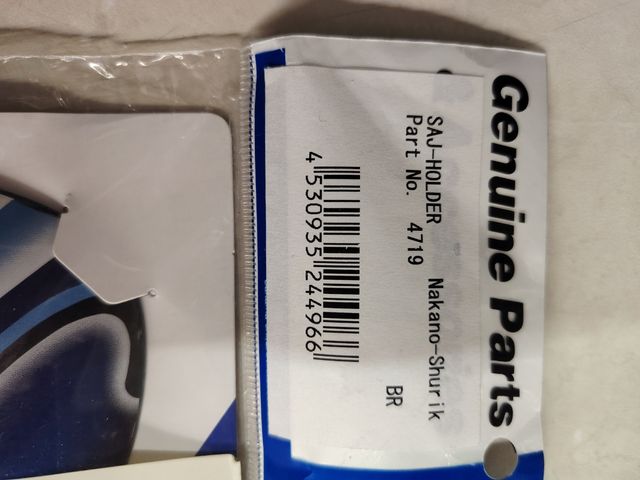 Genuine Parts
SAJ-HOLDER Nakano-Shurik
Part No. 4719
BR
4 530935 244966